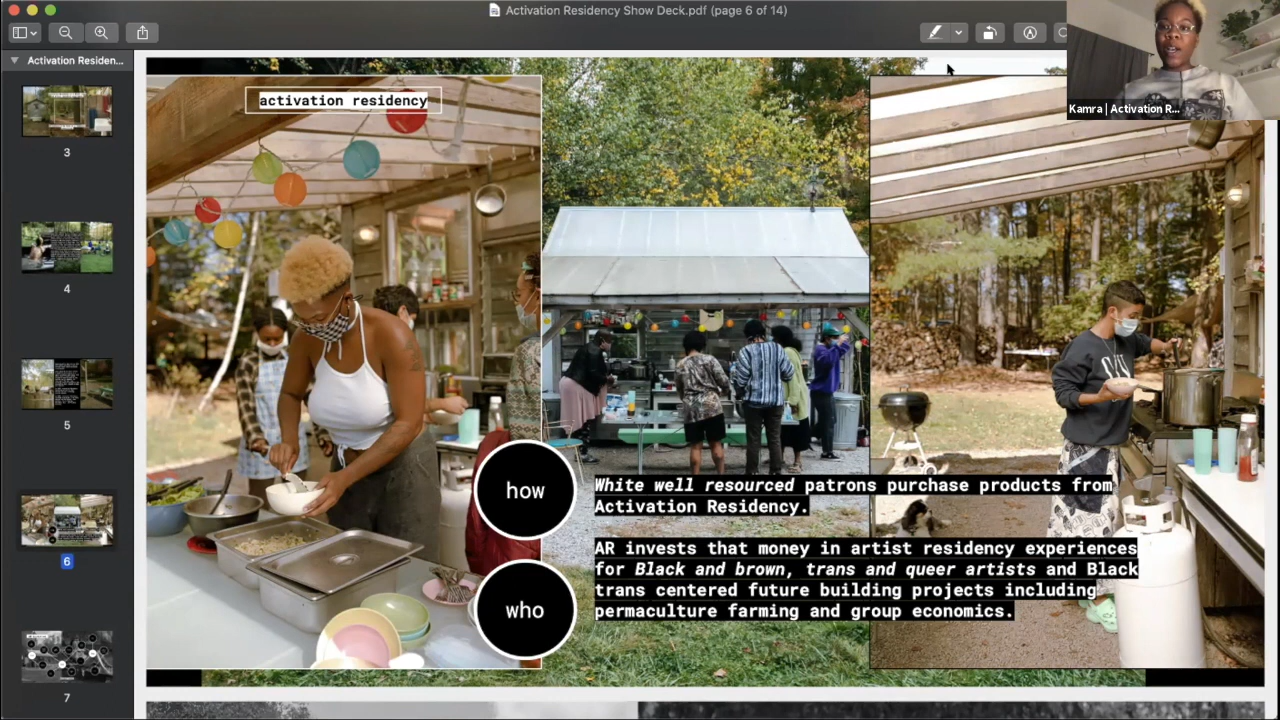 Activation Residency Show Deck.pdf (page 6 of 14)
Activation Residen...
3
4
5
6
7
Kamra | Activation R...
activation residency
how
White well resourced patrons purchase products from
Activation Residency.
who
AR invests that money in artist residency experiences
for Black and brown, trans and queer artists and Black
trans centered future building projects including
permaculture farming and group economics.